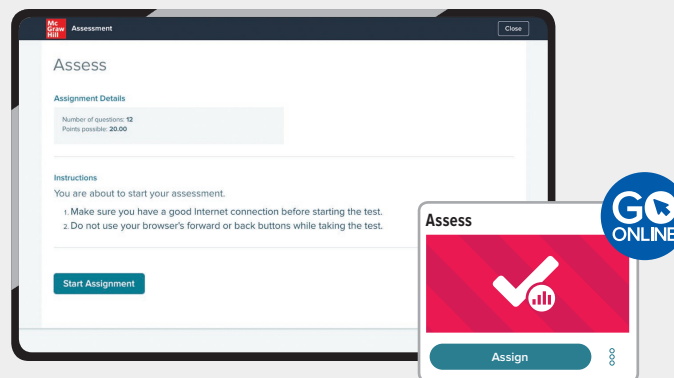 Mc
Graw
Hill
Assessment
Close
Assess
Assignment Details
Number of questions: 12
Points possible: 20.00
Instructions
You are about to start your assessment.
1. Make sure you have a good Internet connection before starting the test.
2. Do not use your browser's forward or back buttons while taking the test.
Start Assignment
Assess
GO
ONLINE
Assign